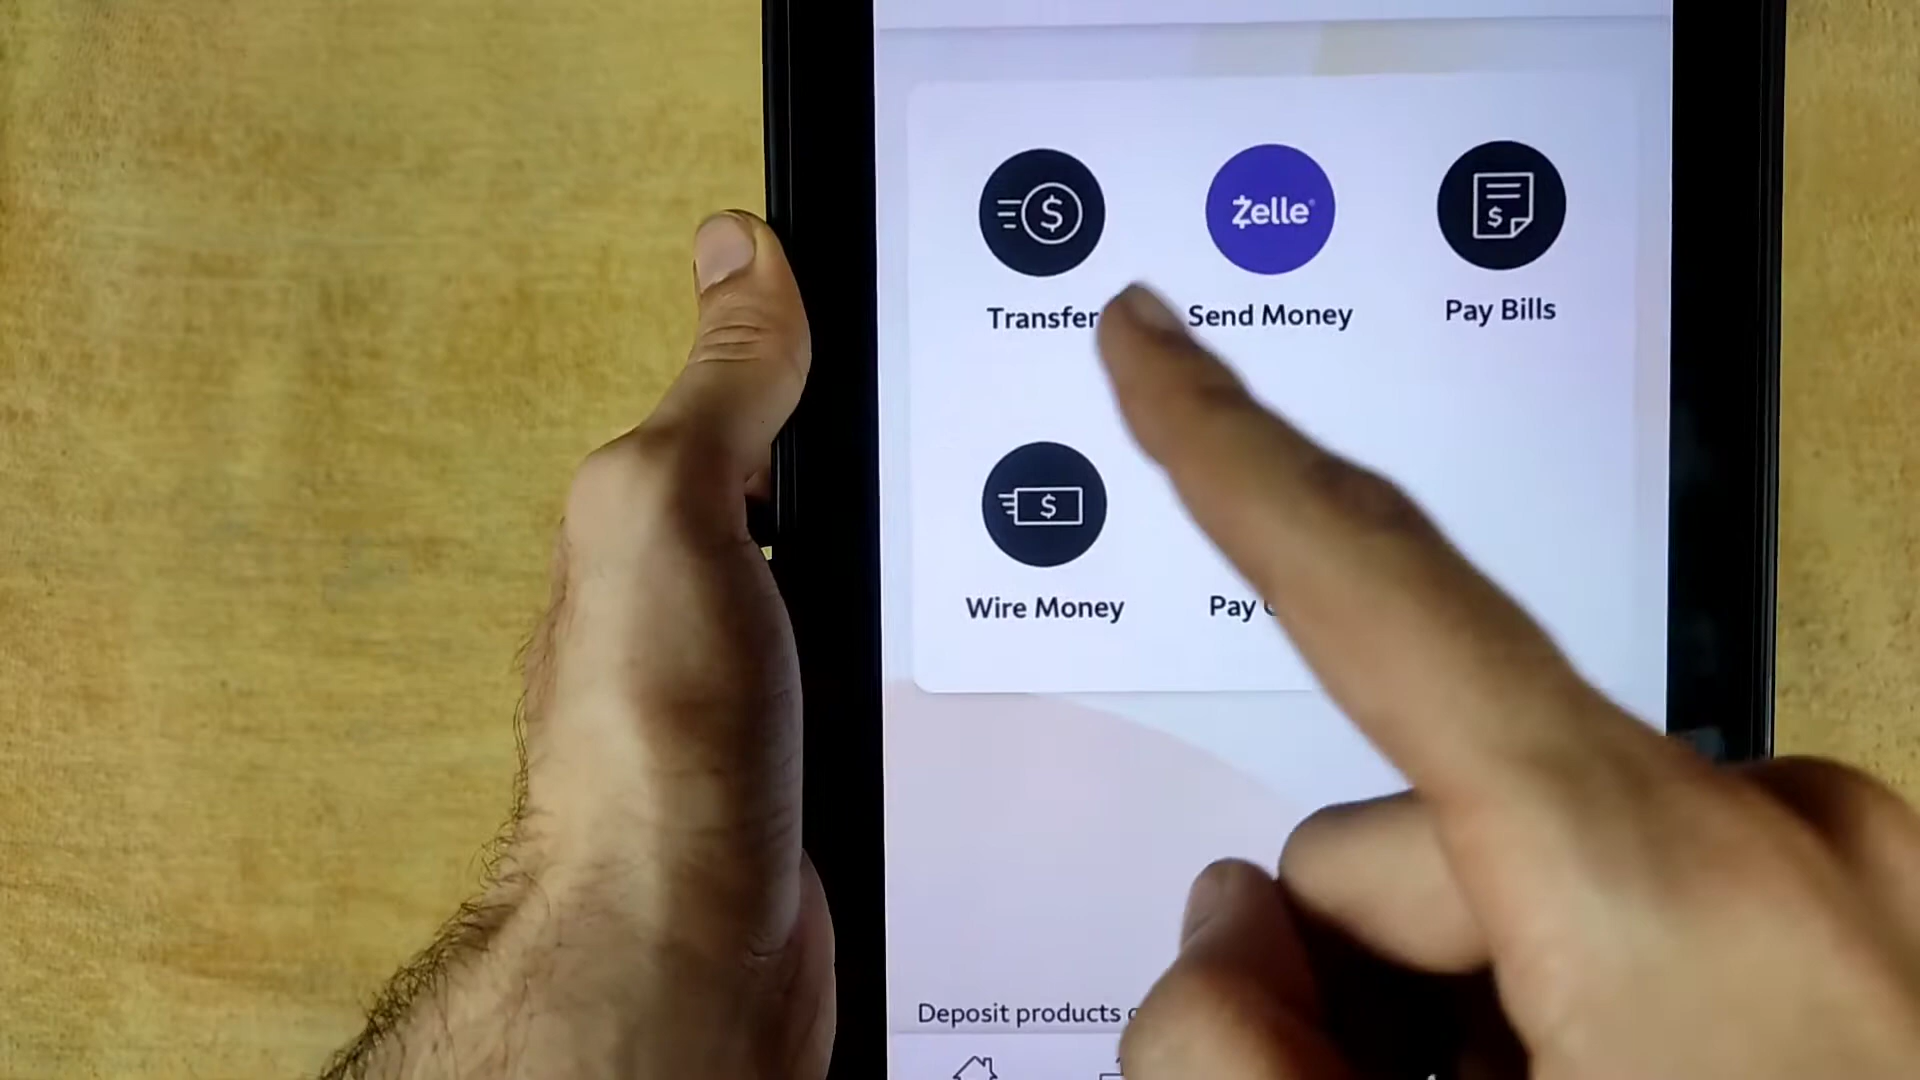 Zelle®
Transfer
Send Money
Pay Bills
Wire Money
Pay
Deposit products